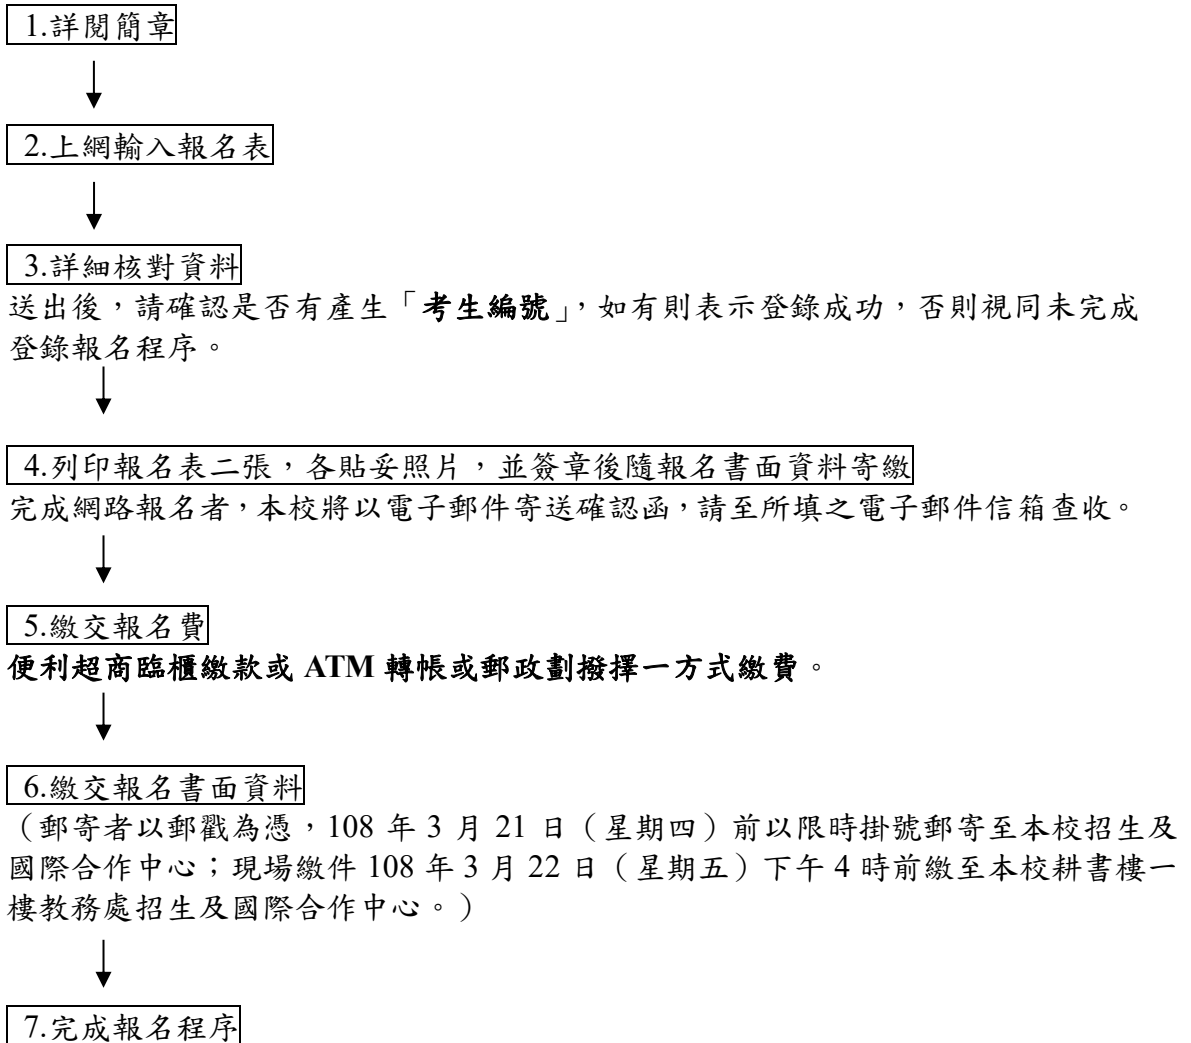 1.詳閱簡章
2.上網輸入報名表
3.詳細核對資料
送出後，請確認是否有產生「考生編號」，如有則表示登錄成功，否則視同未完成
登錄報名程序。
4.列印報名表二張，各貼妥照片，並簽章後隨報名書面資料寄繳
完成網路報名者，本校將以電子郵件寄送確認函，請至所填之電子郵件信箱查收。
5.繳交報名費
便利超商臨櫃繳款或 ATM 轉帳或郵政劃撥擇一方式繳費。
6.繳交報名書面資料
（郵寄者以郵戳為憑，108 年 3 月 21 日（星期四）前以限時掛號郵寄至本校招生及
國際合作中心；現場繳件 108 年 3 月 22 日（星期五）下午 4 時前繳至本校耕書樓一
樓教務處招生及國際合作中心。）
7.完成報名程序